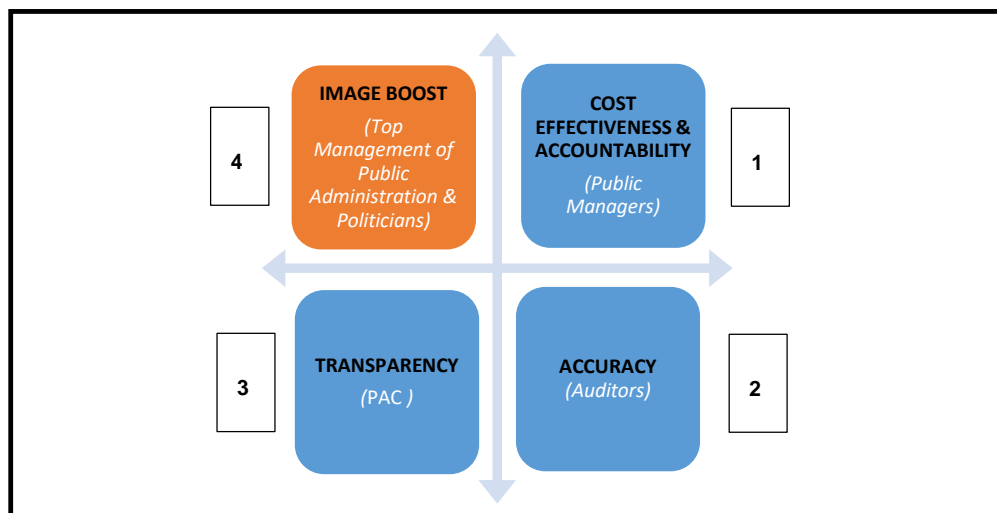 IMAGE BOOST
(Top
Management of
Public
Administration &
Politicians)
4
COST
EFFECTIVENESS &
ACCOUNTABILITY
(Public
Managers)
1
TRANSPARENCY
(PAC )
3
ACCURACY
(Auditors)
2